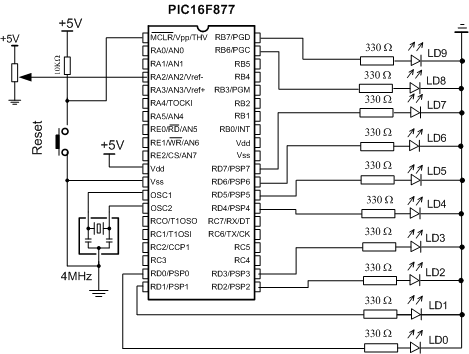 PIC16F877
+5V
+5V
10KΩ
Reset
+5V
4MHz
MCLR/Vpp/THV
RA0/AN0
RA1/AN1
RA2/AN2/Vref-
RA3/AN3/Vref+
RA4/TOCKI
RA5/AN4
RE0/RD/AN5
RE1/WR/AN6
RE2/CS/AN7
Vdd
Vss
OSC1
OSC2
RCO/T1OSO
RC1/T1OSI
RC2/CCP1
RC3
RD0/PSP0
RD1/PSP1
RB7/PGD
RB6/PGC
RB5
RB4
RB3/PGM
RB2
RB1
RB0/INT
Vdd
Vss
RD7/PSP7
RD6/PSP6
RD5/PSP5
RD4/PSP4
RC7/RX/DT
RC6/TX/CK
RC5
RC4
RD3/PSP3
RD2/PSP2
330 Ω
LD9
330 Ω
LD8
330 Ω
LD7
330 Ω
LD6
330 Ω
LD5
330 Ω
LD4
330 Ω
LD3
330 Ω
LD2
330 Ω
LD1
330 Ω
LD0